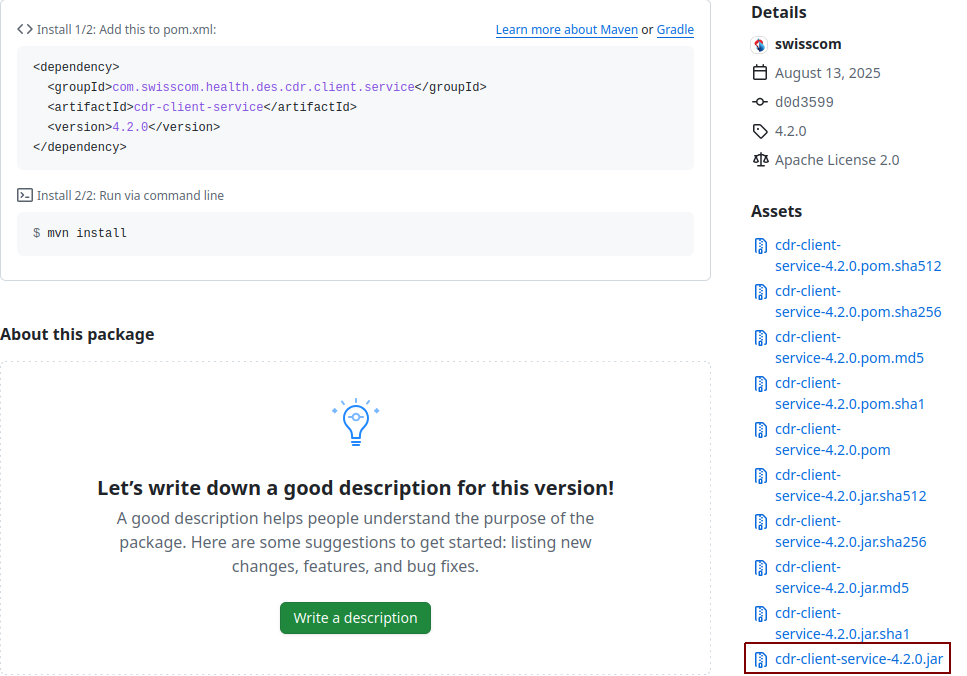 Install 1/2: Add this to pom.xml:
Learn more about Maven or Gradle
<dependency>
<groupId>com.swisscom.health.des.cdr.client.service</groupId>
<artifactId>cdr-client-service</artifactId>
<version>4.2.0</version>
</dependency>
Install 2/2: Run via command line
$ mvn install
About this package
Let’s write down a good description for this version!
A good description helps people understand the purpose of the
package. Here are some suggestions to get started: listing new
changes, features, and bug fixes.
Write a description
Details
swisscom
August 13, 2025
d0d3599
4.2.0
Apache License 2.0
Assets
cdr-client-
service-4.2.0.pom.sha512
cdr-client-
service-4.2.0.pom.sha256
cdr-client-
service-4.2.0.pom.md5
cdr-client-
service-4.2.0.pom.sha1
cdr-client-
service-4.2.0.pom
cdr-client-
service-4.2.0.jar.sha512
cdr-client-
service-4.2.0.jar.sha256
cdr-client-
service-4.2.0.jar.md5
cdr-client-
service-4.2.0.jar.sha1
cdr-client-service-4.2.0.jar